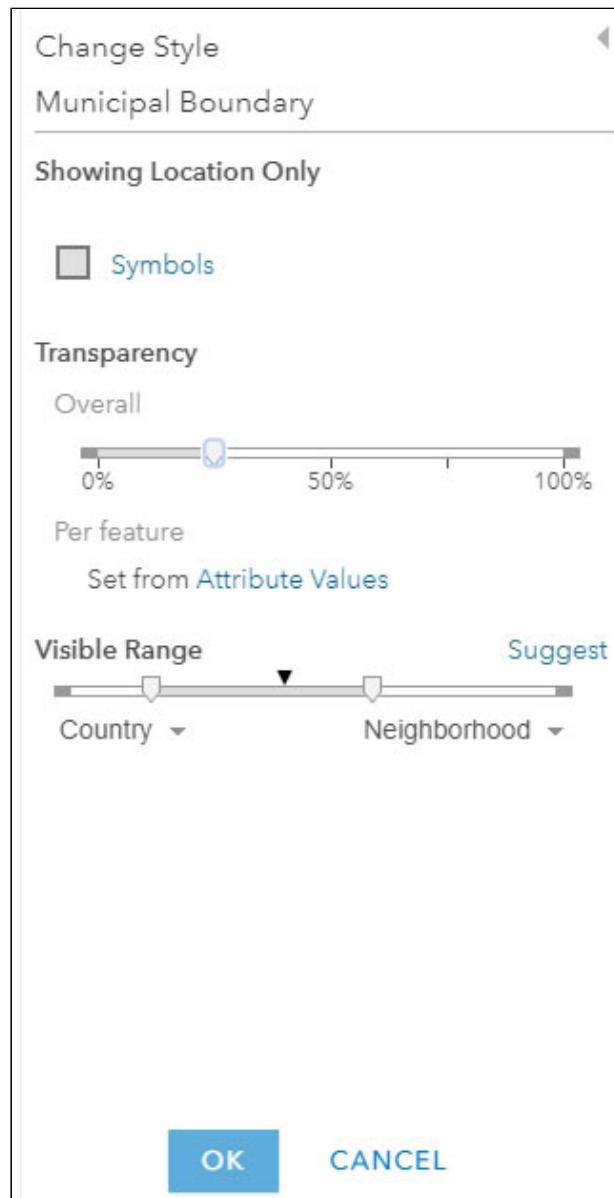 Change Style
Municipal Boundary
Showing Location Only
Symbols
Transparency
Overall
0% 50% 100%
Per feature
Set from Attribute Values
Visible Range Suggest
Country Neighborhood
OK CANCEL